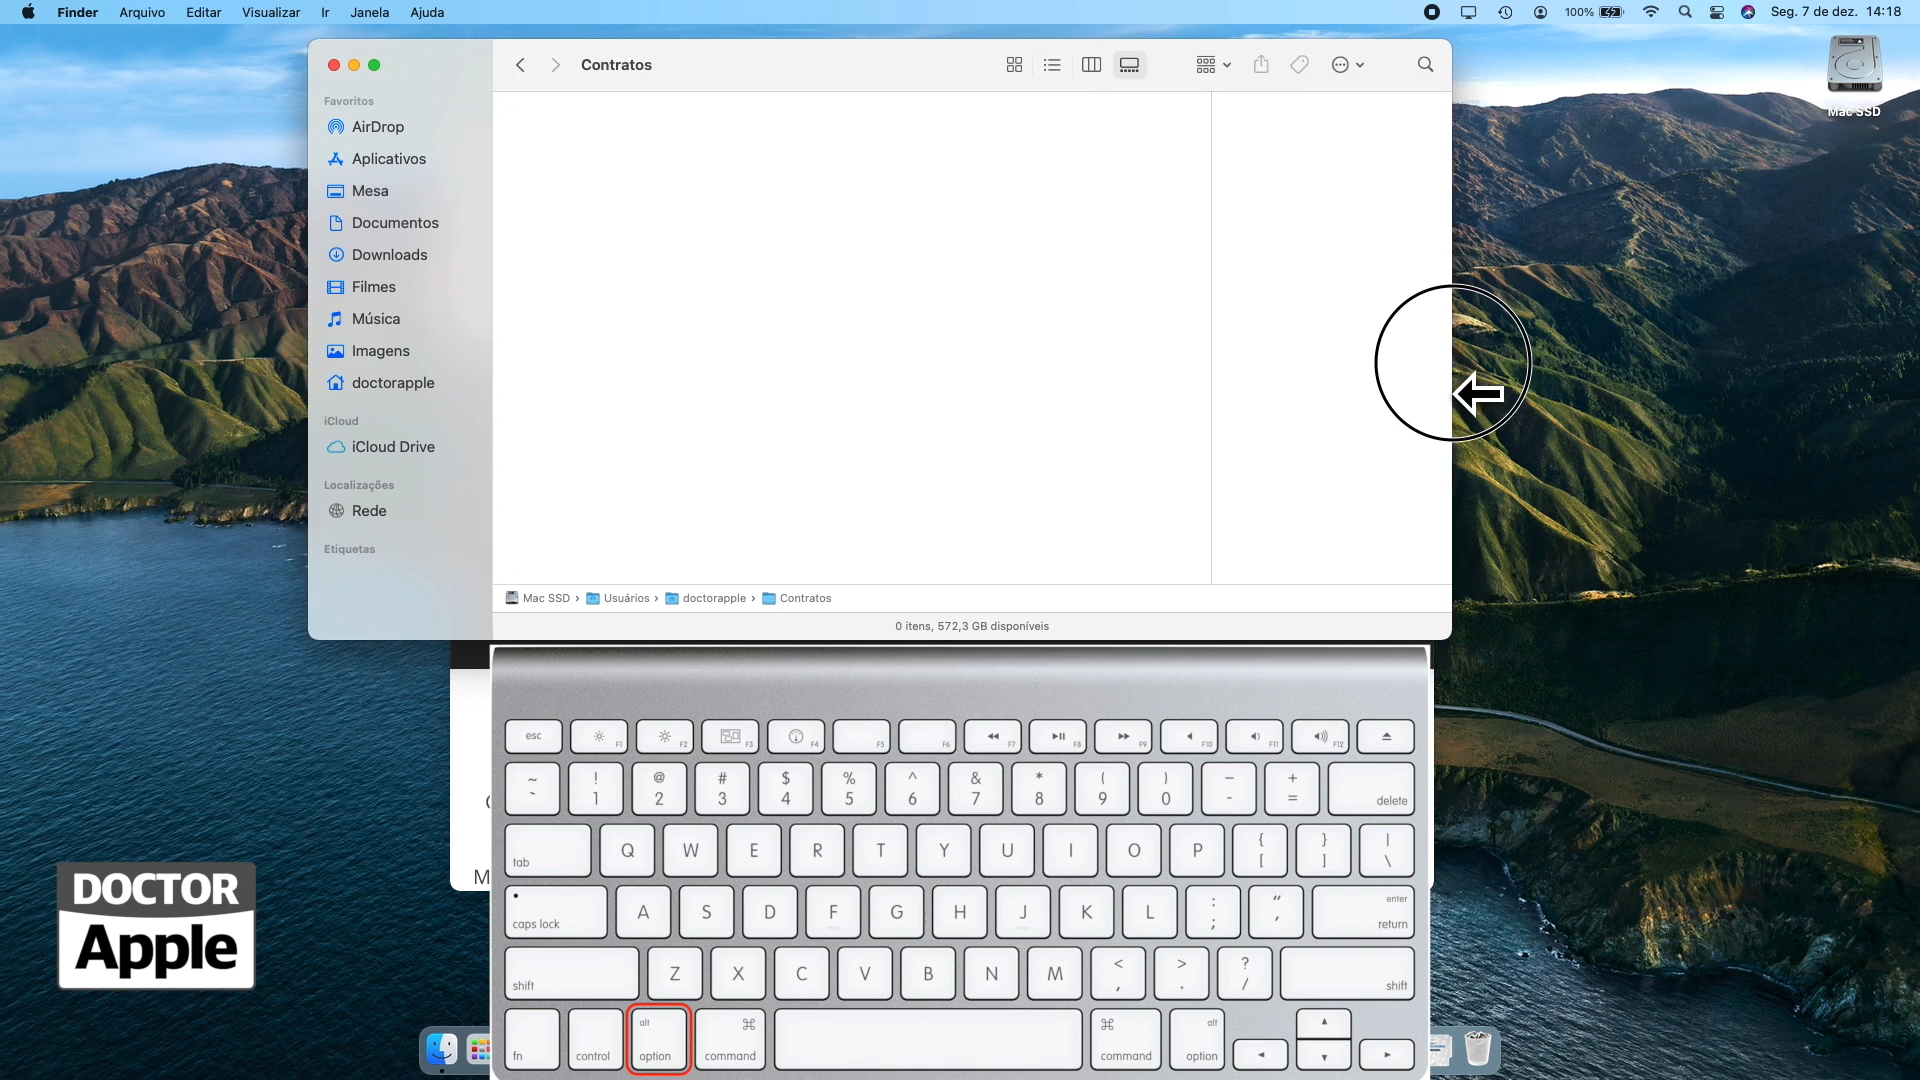 Finder Arquivo Editar Visualizar Ir Janela Ajuda 100% Seg. 7 de dez. 14:18
Mac SSD
Contratos
Favoritos
AirDrop
Aplicativos
Mesa
Documentos
Downloads
Filmes
Música
Imagens
doctorapple
iCloud
iCloud Drive
Localizações
Rede
Etiquetas
Mac SSD › Usuários › doctorapple › Contratos
0 itens, 572,3 GB disponíveis
esc F1 F2 F3 F4 F5 F6 F7 F8 F9 F10 F11 F12
~ ! @ # $ % ^ & * ( ) – +
` 1 2 3 4 5 6 7 8 9 0 - = delete
tab Q W E R T Y U I O P { [ } ] | \
M
caps lock A S D F G H J K L : ; " ' enter return
shift Z X C V B N M < , > . ? / shift
fn control alt option ⌘ command ⌘ command alt option
DOCTOR
Apple